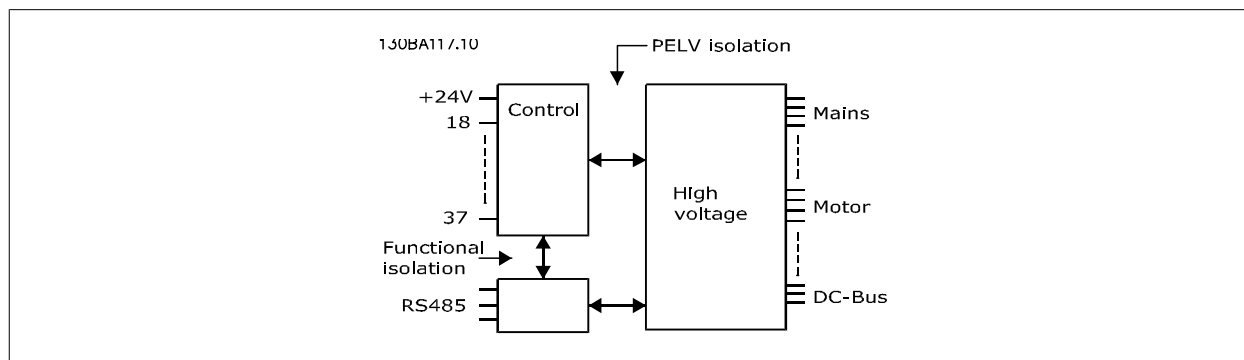 130BA117.10
PELV isolation
+24V
Control
18
Mains
High
voltage
Motor
37
Functional
isolation
RS485
DC-Bus